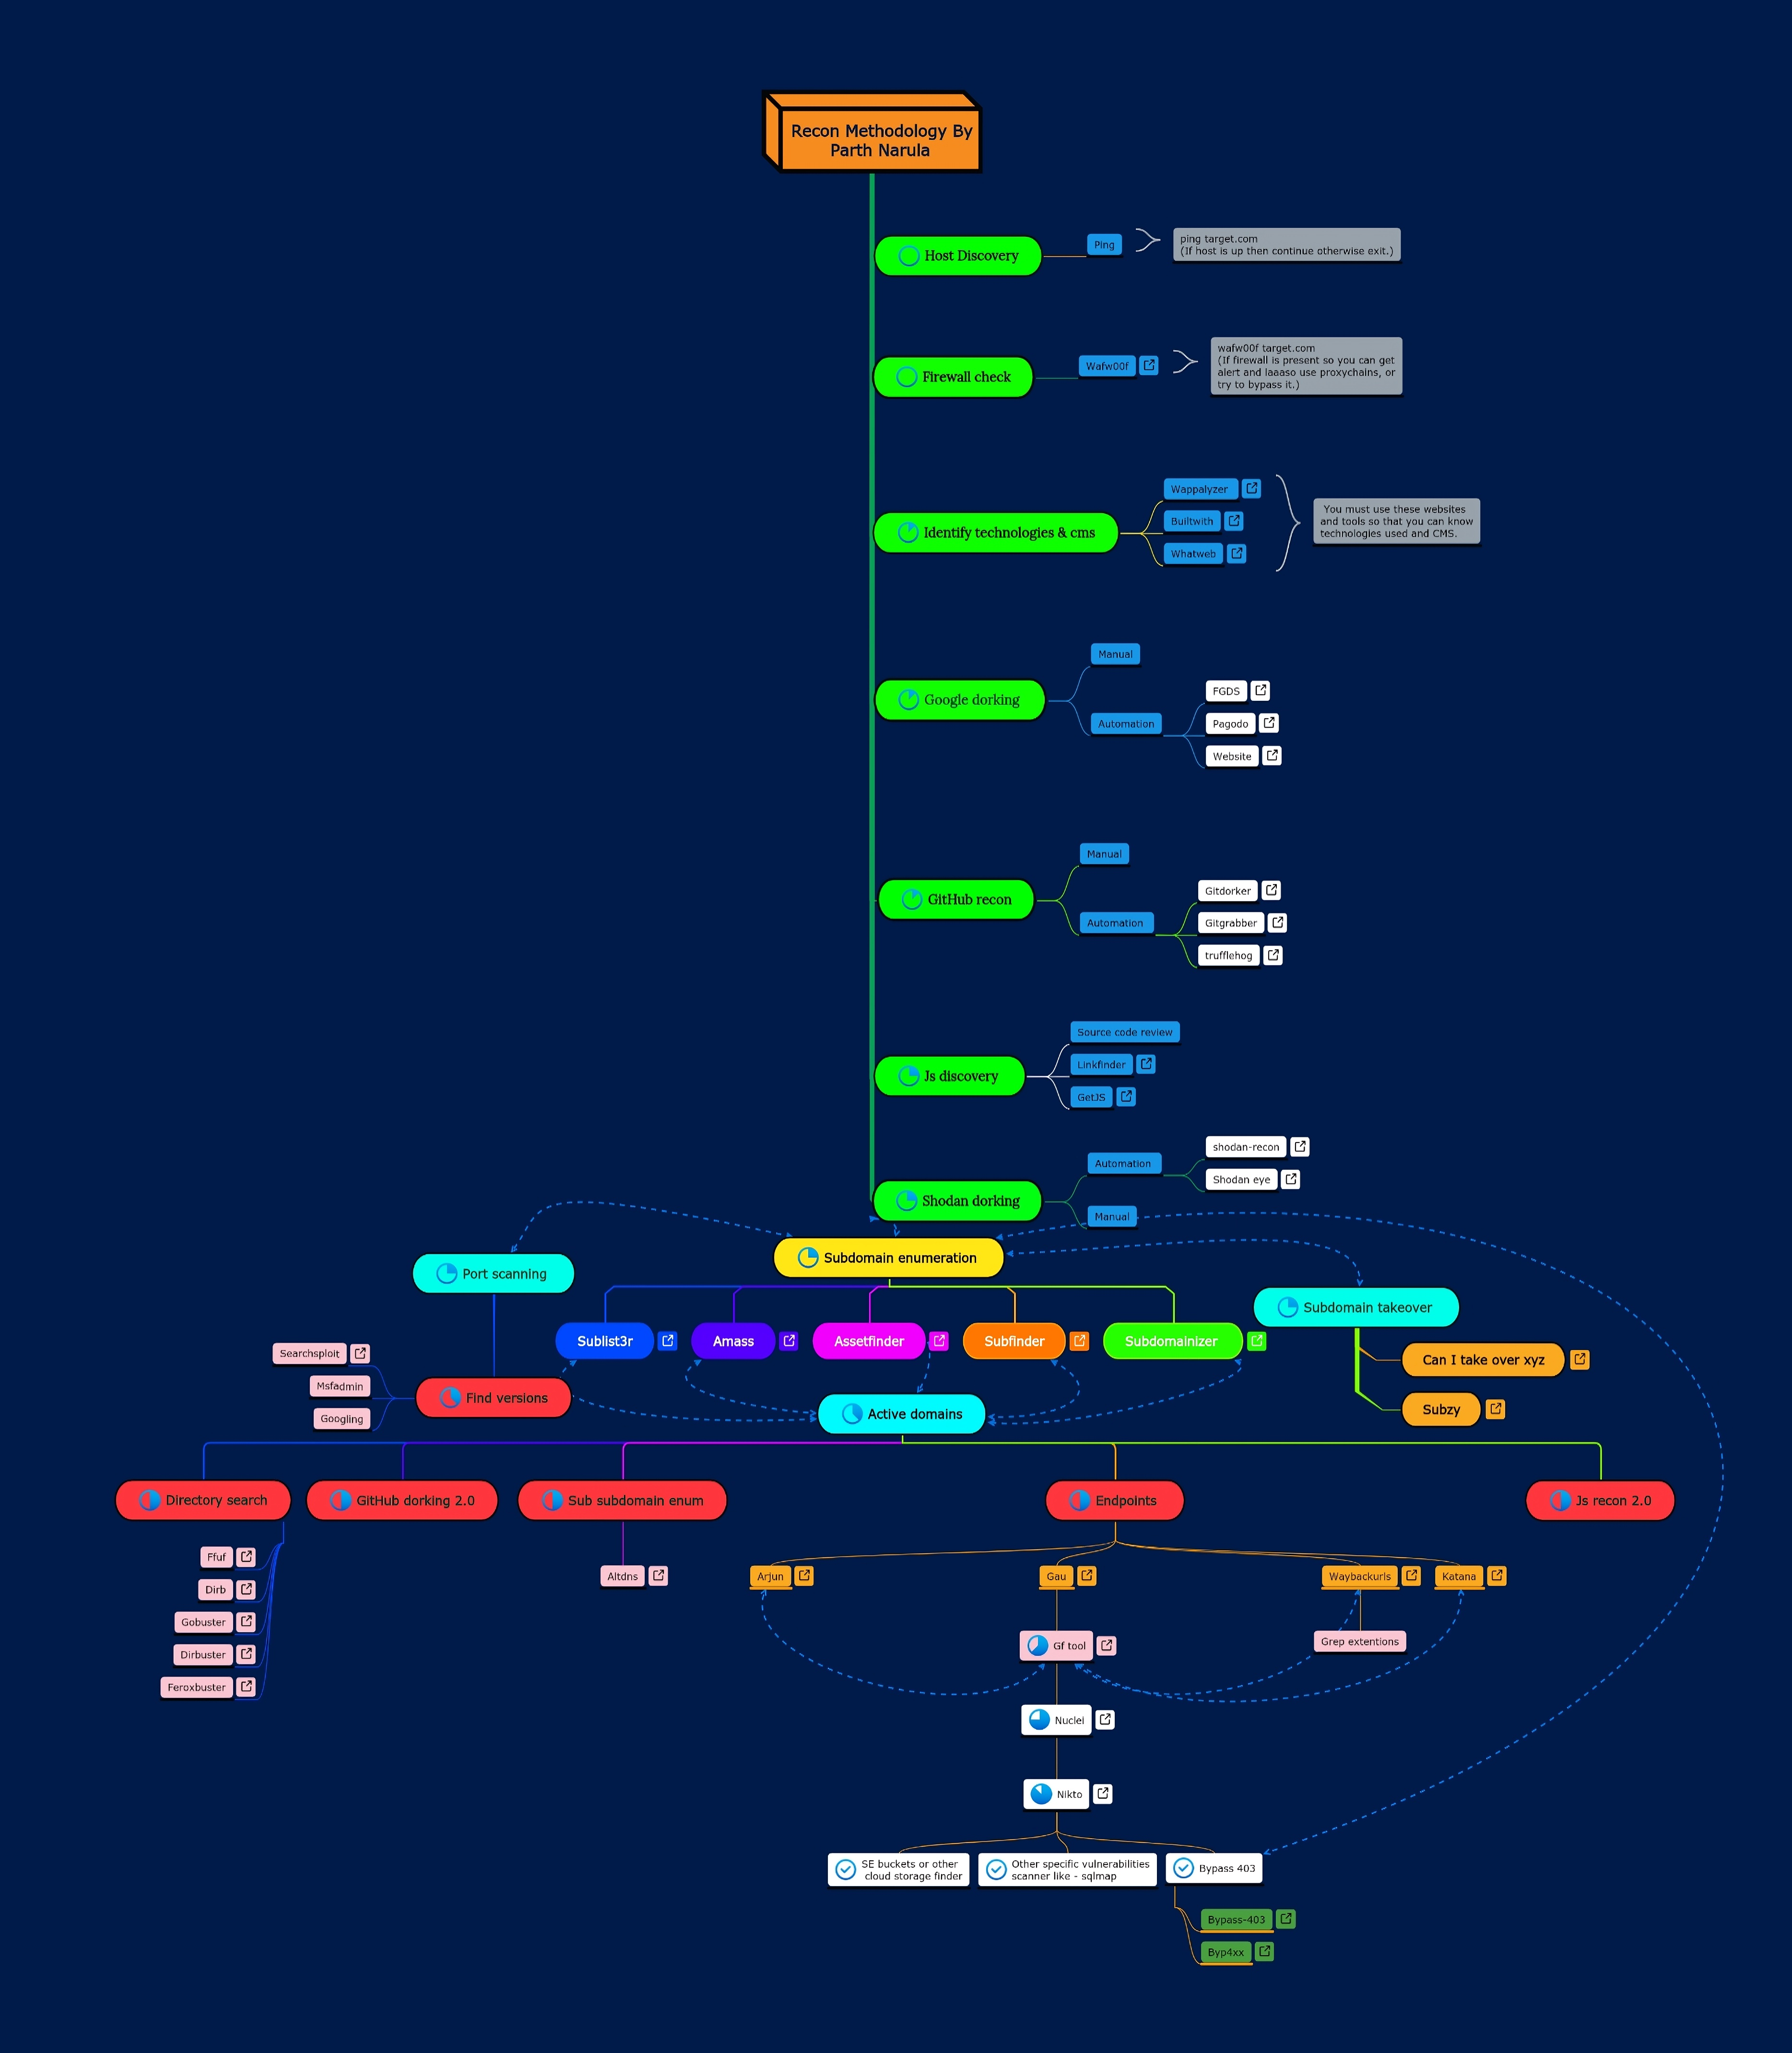 Recon Methodology By
Parth Narula
Host Discovery
Ping
ping target.com
(If host is up then continue otherwise exit.)
Firewall check
Wafw00f
wafw00f target.com
(If firewall is present so you can get
alert and laaaso use proxychains, or
try to bypass it.)
Identify technologies & cms
Wappalyzer
Builtwith
Whatweb
You must use these websites
and tools so that you can know
technologies used and CMS.
Google dorking
Manual
Automation
FGDS
Pagodo
Website
GitHub recon
Manual
Automation
Gitdorker
Gitgrabber
trufflehog
Js discovery
Source code review
Linkfinder
GetJS
Shodan dorking
Automation
shodan-recon
Shodan eye
Manual
Subdomain enumeration
Port scanning
Subdomain takeover
Sublist3r
Amass
Assetfinder
Subfinder
Subdomainizer
Can I take over xyz
Subzy
Searchsploit
Msfadmin
Googling
Find versions
Active domains
Directory search
GitHub dorking 2.0
Sub subdomain enum
Endpoints
Js recon 2.0
Ffuf
Dirb
Gobuster
Dirbuster
Feroxbuster
Altdns
Arjun
Gau
Waybackurls
Katana
Gf tool
Grep extentions
Nuclei
Nikto
SE buckets or other
cloud storage finder
Other specific vulnerabilities
scanner like - sqlmap
Bypass 403
Bypass-403
Byp4xx